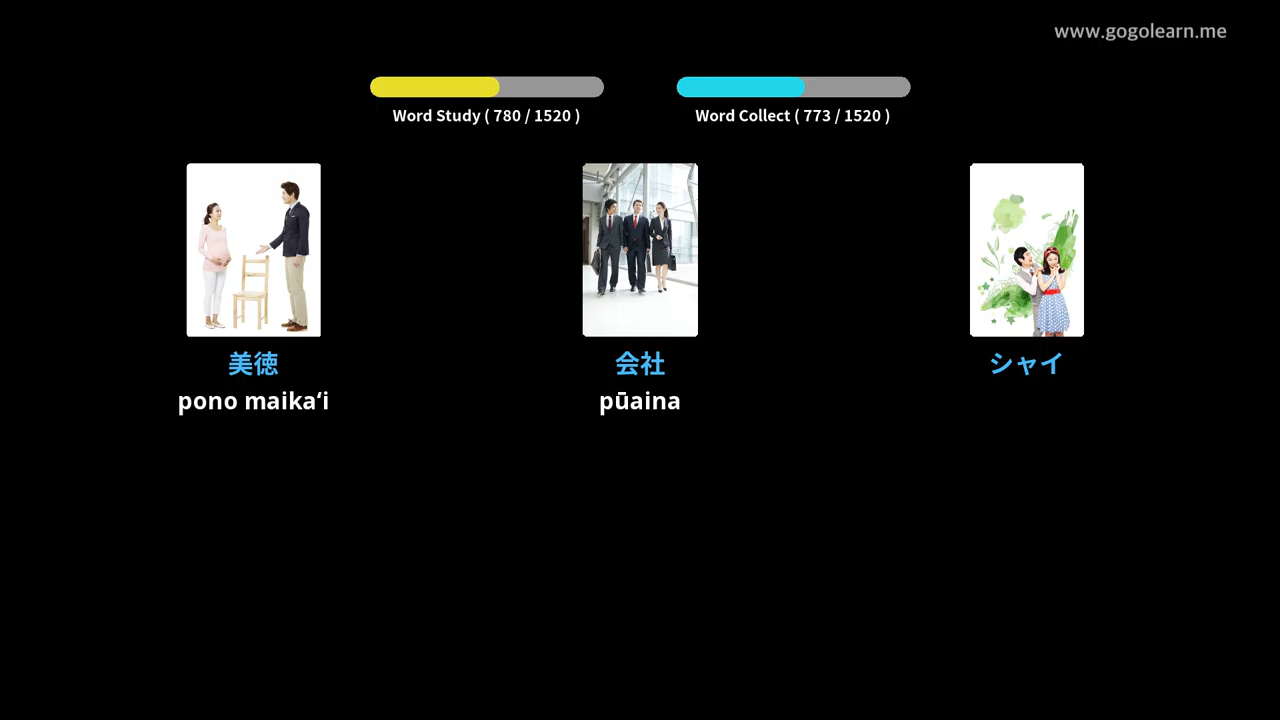 www.gogolearn.me
Word Study ( 780 / 1520 )
Word Collect ( 773 / 1520 )
美徳
会社
シャイ
pono maikaʻi
pūaina